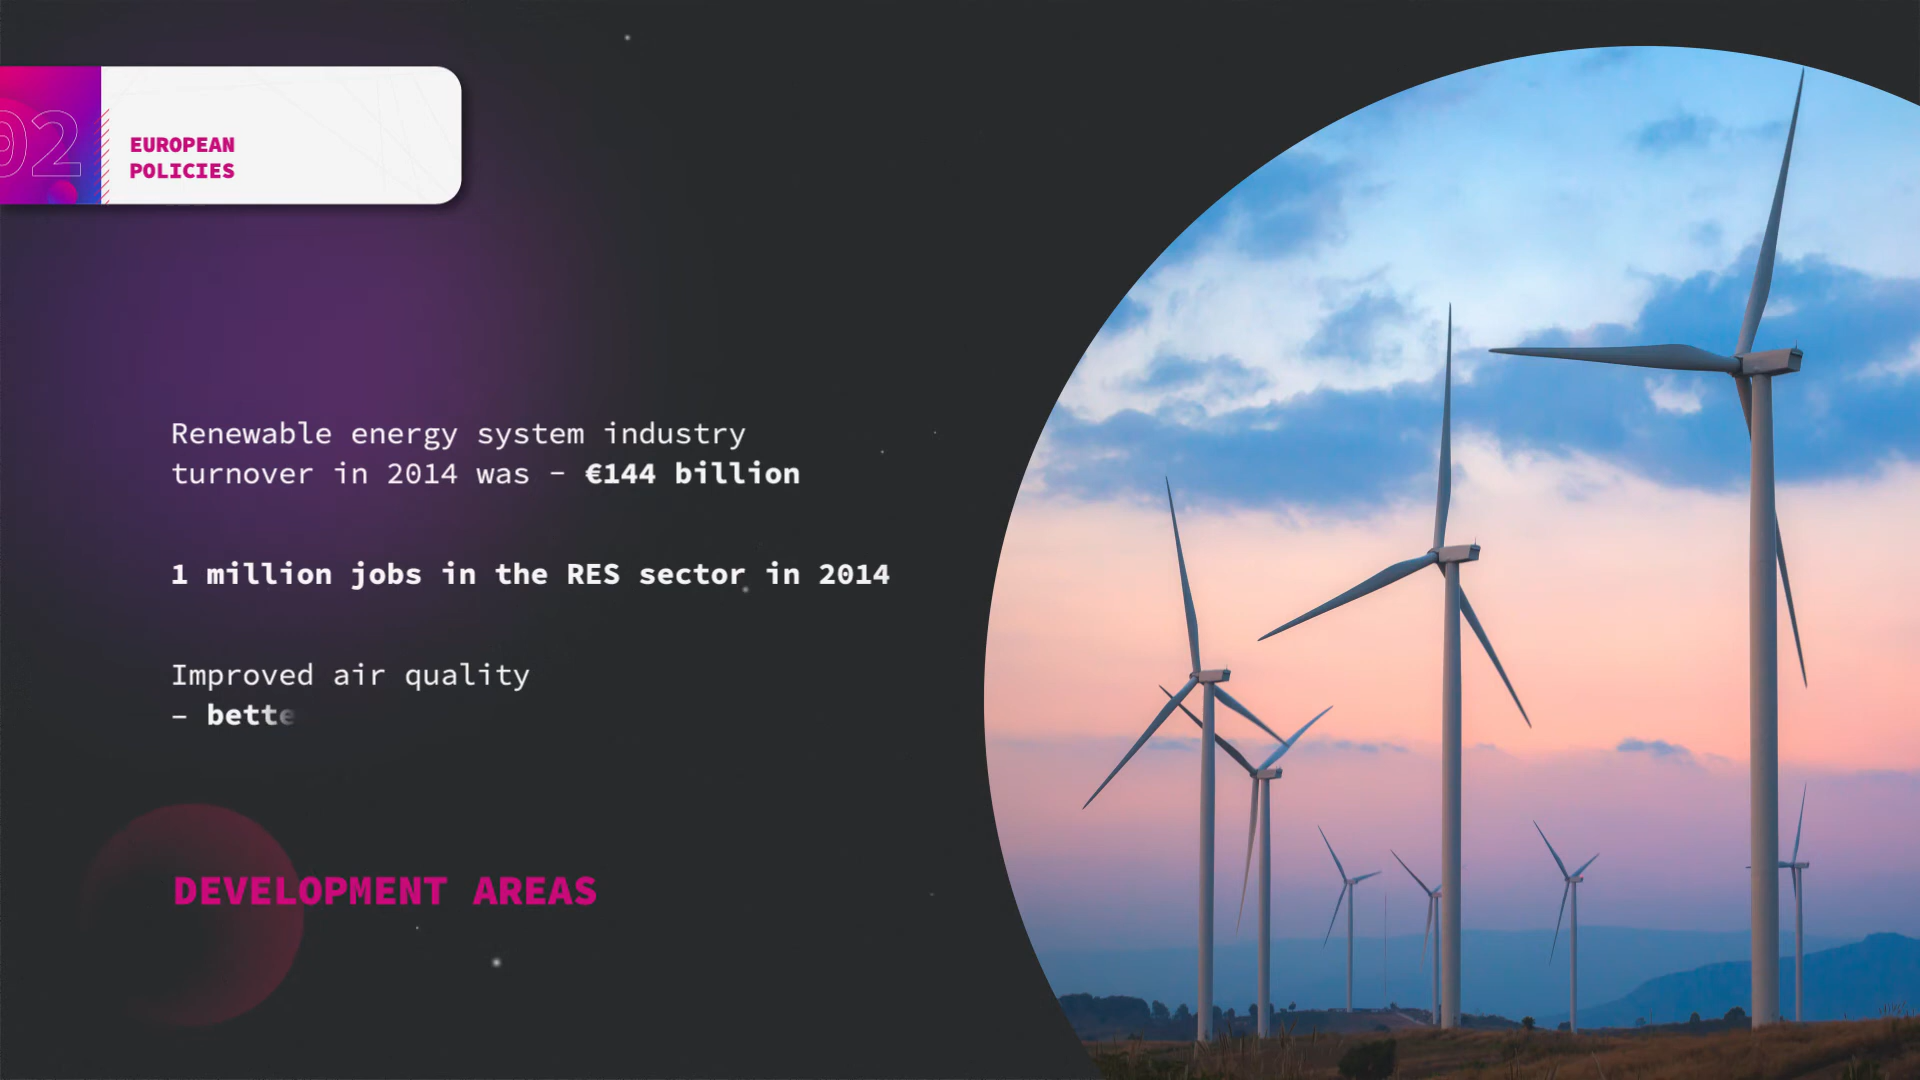 02
EUROPEAN
POLICIES
Renewable energy system industry
turnover in 2014 was – €144 billion
1 million jobs in the RES sector in 2014
Improved air quality
– bette
DEVELOPMENT AREAS